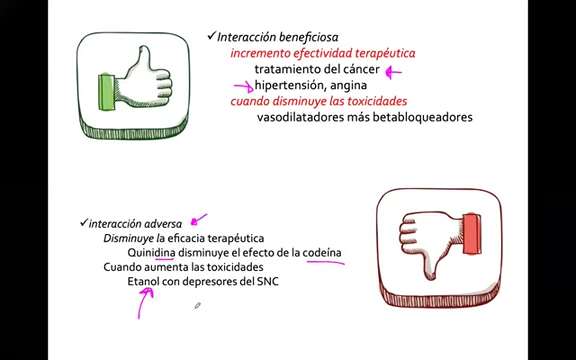 ✓Interacción beneficiosa
incremento efectividad terapéutica
tratamiento del cáncer
hipertensión, angina
cuando disminuye las toxicidades
vasodilatadores más betabloqueadores
✓interacción adversa
Disminuye la eficacia terapéutica
Quinidina disminuye el efecto de la codeína
Cuando aumenta las toxicidades
Etanol con depresores del SNC